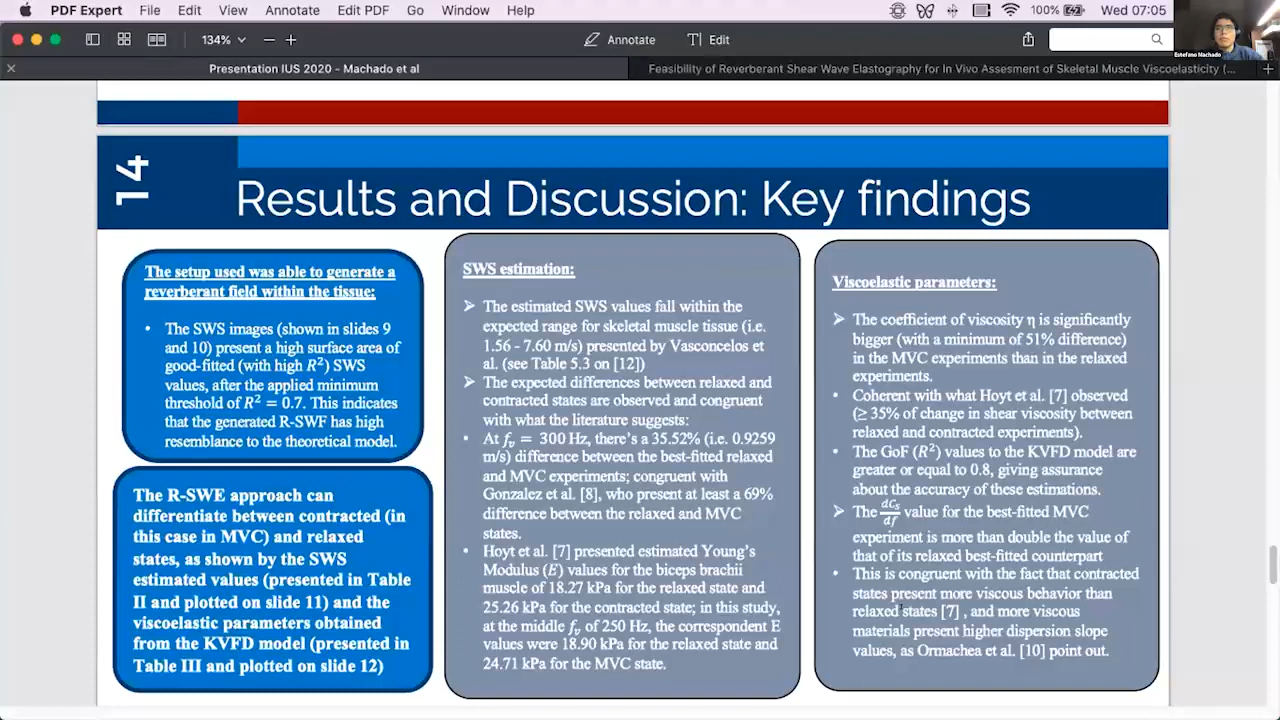 PDF Expert File Edit View Annotate Edit PDF Go Window Help
100% Wed 07:05
134% Annotate Edit
Estefano Machado
Presentation IUS 2020 - Machado et al
Feasibility of Reverberant Shear Wave Elastography for In Vivo Assesment of Skeletal Muscle Viscoelasticity (...
14
Results and Discussion: Key findings
The setup used was able to generate a
reverberant field within the tissue:
• The SWS images (shown in slides 9
and 10) present a high surface area of
good-fitted (with high R²) SWS
values, after the applied minimum
threshold of R² = 0.7. This indicates
that the generated R-SWF has high
resemblance to the theoretical model.
The R-SWE approach can
differentiate between contracted (in
this case in MVC) and relaxed
states, as shown by the SWS
estimated values (presented in Table
II and plotted on slide 11) and the
viscoelastic parameters obtained
from the KVFD model (presented in
Table III and plotted on slide 12)
SWS estimation:
➤ The estimated SWS values fall within the
expected range for skeletal muscle tissue (i.e.
1.56 - 7.60 m/s) presented by Vasconcelos et
al. (see Table 5.3 on [12])
➤ The expected differences between relaxed and
contracted states are observed and congruent
with what the literature suggests:
• At fᵥ = 300 Hz, there's a 35.52% (i.e. 0.9259
m/s) difference between the best-fitted relaxed
and MVC experiments; congruent with
Gonzalez et al. [8], who present at least a 69%
difference between the relaxed and MVC
states.
• Hoyt et al. [7] presented estimated Young's
Modulus (E) values for the biceps brachii
muscle of 18.27 kPa for the relaxed state and
25.26 kPa for the contracted state; in this study,
at the middle fᵥ of 250 Hz, the correspondent E
values were 18.90 kPa for the relaxed state and
24.71 kPa for the MVC state.
Viscoelastic parameters:
➤ The coefficient of viscosity η is significantly
bigger (with a minimum of 51% difference)
in the MVC experiments than in the relaxed
experiments.
• Coherent with what Hoyt et al. [7] observed
(≥ 35% of change in shear viscosity between
relaxed and contracted experiments).
• The GoF (R²) values to the KVFD model are
greater or equal to 0.8, giving assurance
about the accuracy of these estimations.
➤ The dCₛ/df value for the best-fitted MVC
experiment is more than double the value of
that of its relaxed best-fitted counterpart
• This is congruent with the fact that contracted
states present more viscous behavior than
relaxed states [7] , and more viscous
materials present higher dispersion slope
values, as Ormachea et al. [10] point out.